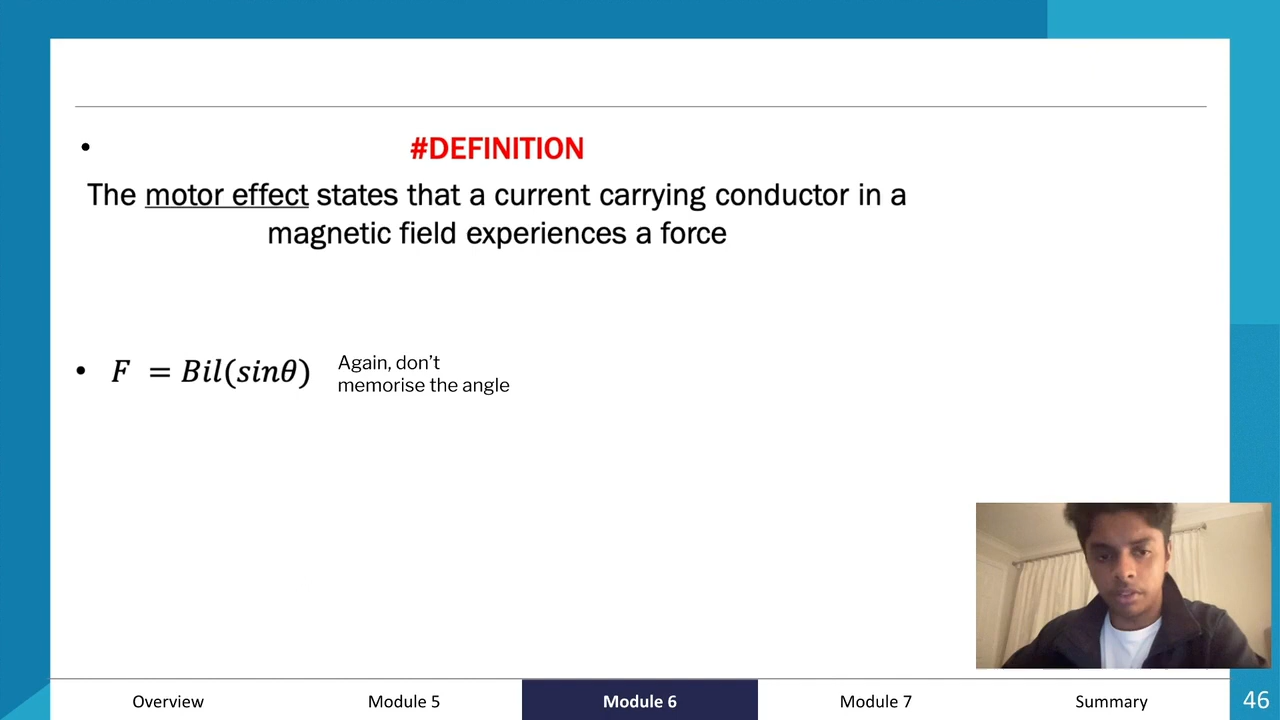 • #DEFINITION
The motor effect states that a current carrying conductor in a
magnetic field experiences a force
• F = Bil(sinθ)
Again, don't
memorise the angle
Overview
Module 5
Module 6
Module 7
Summary
46